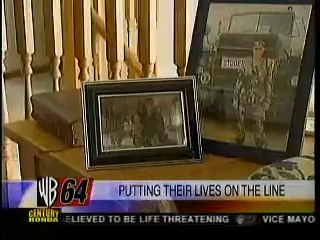 WB 64
PUTTING THEIR LIVES ON THE LINE
CENTURY
HONDA
ELIEVED TO BE LIFE THREATENING
VICE MAYO